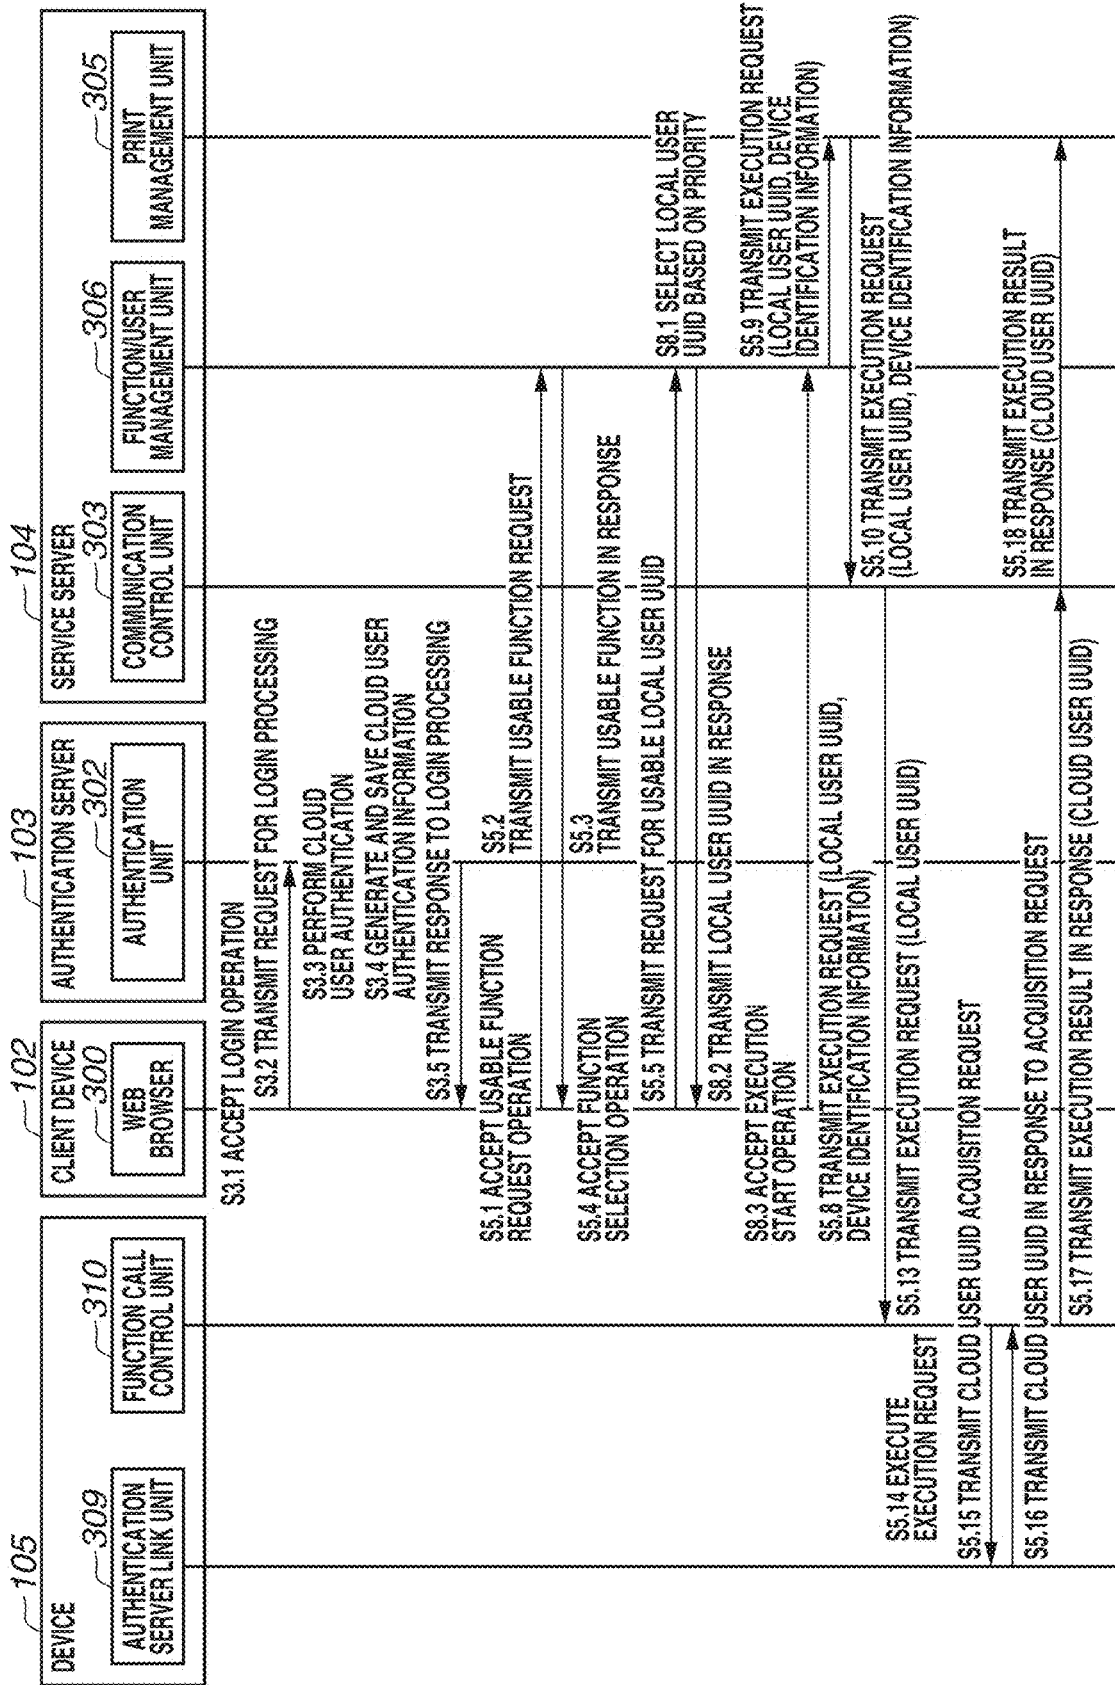 105
DEVICE
309
AUTHENTICATION
SERVER LINK UNIT
310
FUNCTION CALL
CONTROL UNIT
102
CLIENT DEVICE
300
WEB
BROWSER
103
AUTHENTICATION SERVER
302
AUTHENTICATION
UNIT
104
SERVICE SERVER
303
COMMUNICATION
CONTROL UNIT
306
FUNCTION/USER
MANAGEMENT UNIT
305
PRINT
MANAGEMENT UNIT
S3.1 ACCEPT LOGIN OPERATION
S3.2 TRANSMIT REQUEST FOR LOGIN PROCESSING
S3.3 PERFORM CLOUD
USER AUTHENTICATION
S3.4 GENERATE AND SAVE CLOUD USER
AUTHENTICATION INFORMATION
S3.5 TRANSMIT RESPONSE TO LOGIN PROCESSING
S5.1 ACCEPT USABLE FUNCTION
REQUEST OPERATION
S5.2
TRANSMIT USABLE FUNCTION REQUEST
S5.3
TRANSMIT USABLE FUNCTION IN RESPONSE
S5.4 ACCEPT FUNCTION
SELECTION OPERATION
S5.5 TRANSMIT REQUEST FOR USABLE LOCAL USER UUID
S8.1 SELECT LOCAL USER
UUID BASED ON PRIORITY
S8.2 TRANSMIT LOCAL USER UUID IN RESPONSE
S8.3 ACCEPT EXECUTION
START OPERATION
S5.8 TRANSMIT EXECUTION REQUEST (LOCAL USER UUID,
DEVICE IDENTIFICATION INFORMATION)
S5.9 TRANSMIT EXECUTION REQUEST
(LOCAL USER UUID, DEVICE
IDENTIFICATION INFORMATION)
S5.10 TRANSMIT EXECUTION REQUEST
(LOCAL USER UUID, DEVICE IDENTIFICATION INFORMATION)
S5.13 TRANSMIT EXECUTION REQUEST (LOCAL USER UUID)
S5.14 EXECUTE
EXECUTION REQUEST
S5.15 TRANSMIT CLOUD USER UUID ACQUISITION REQUEST
S5.16 TRANSMIT CLOUD USER UUID IN RESPONSE TO ACQUISITION REQUEST
S5.17 TRANSMIT EXECUTION RESULT IN RESPONSE (CLOUD USER UUID)
S5.18 TRANSMIT EXECUTION RESULT
IN RESPONSE (CLOUD USER UUID)